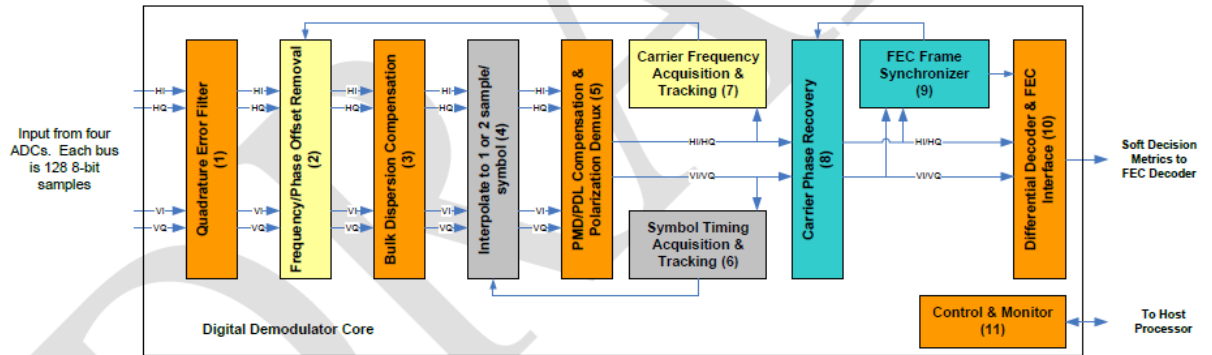 Input from four
ADCs. Each bus
is 128 8-bit
samples
HI
HQ
VI
VQ
Quadrature Error Filter
(1)
HI
HQ
VI
VQ
Frequency/Phase Offset Removal
(2)
HI
HQ
VI
VQ
Bulk Dispersion Compensation
(3)
HI
HQ
VI
VQ
Interpolate to 1 or 2 sample/
symbol (4)
HI
HQ
VI
VQ
PMD/PDL Compensation &
Polarization Demux (5)
Carrier Frequency
Acquisition &
Tracking (7)
HI/HQ
VI/VQ
Symbol Timing
Acquisition &
Tracking (6)
Carrier Phase Recovery
(8)
FEC Frame
Synchronizer
(9)
HI/HQ
VI/VQ
Differential Decoder & FEC
Interface (10)
Soft Decision
Metrics to
FEC Decoder
Control & Monitor
(11)
To Host
Processor
Digital Demodulator Core